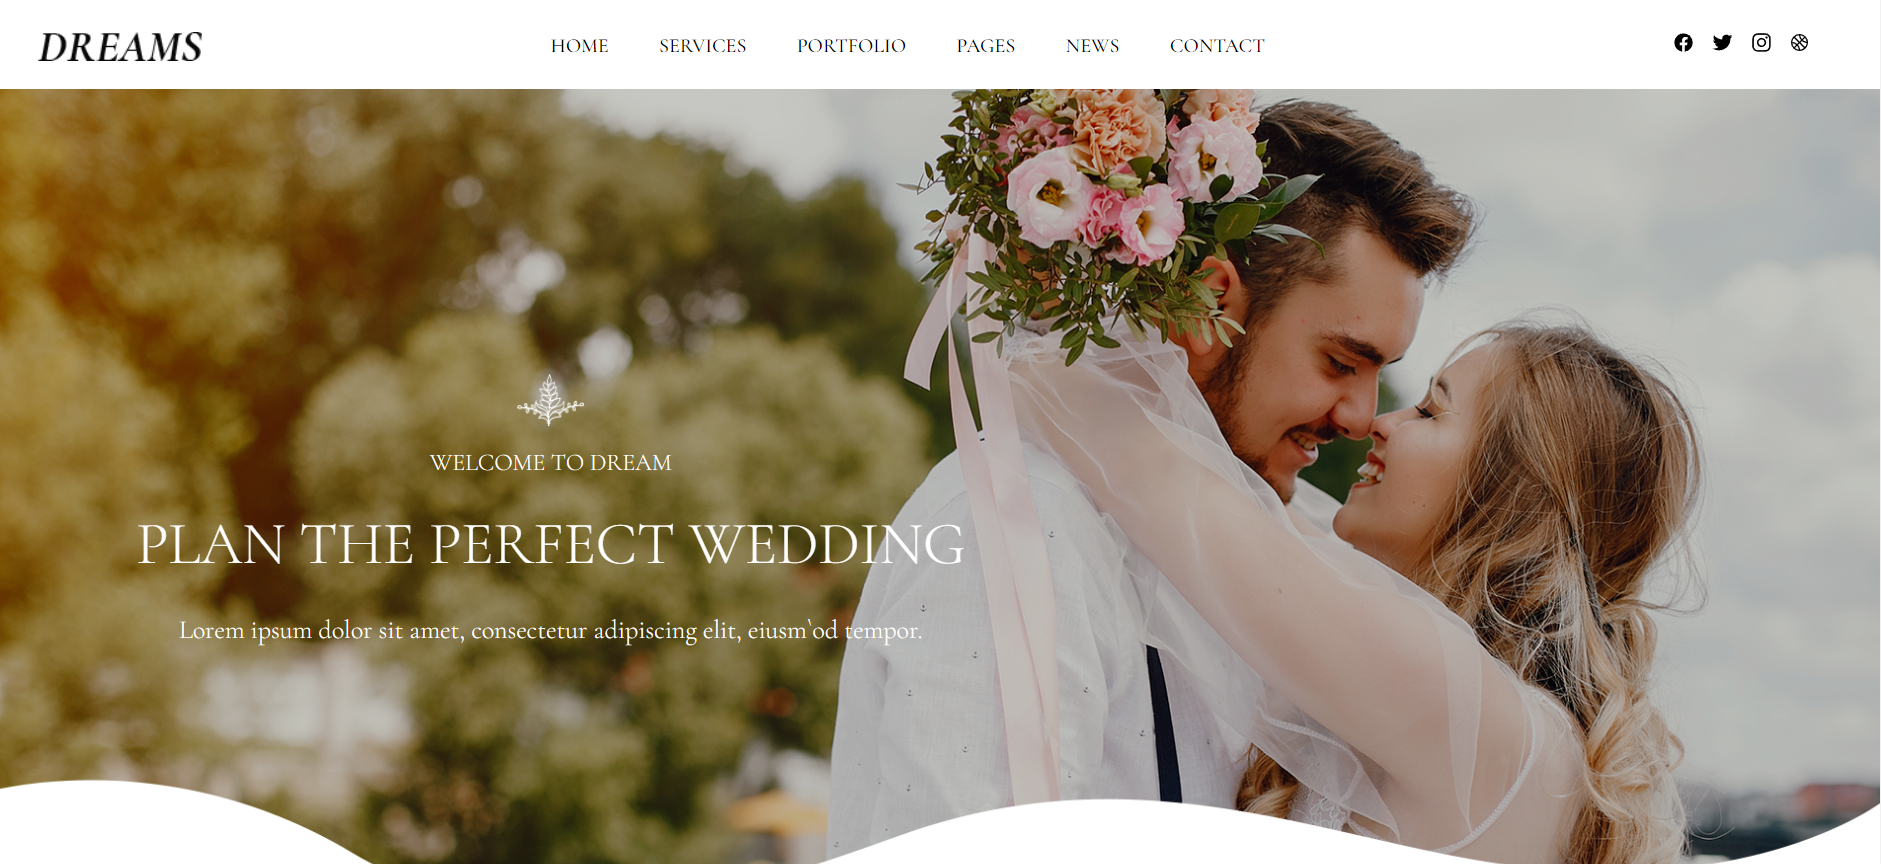 DREAMS
HOME SERVICES PORTFOLIO PAGES NEWS CONTACT
WELCOME TO DREAM
PLAN THE PERFECT WEDDING
Lorem ipsum dolor sit amet, consectetur adipiscing elit, eiusm`od tempor.